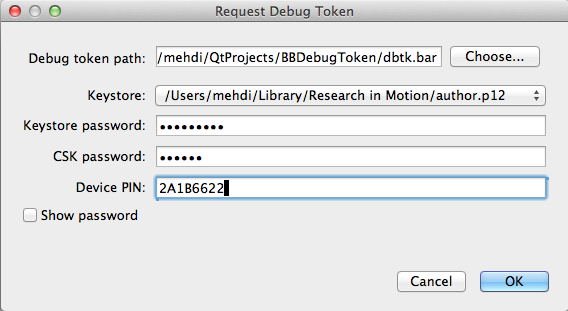 Request Debug Token
Debug token path: /mehdi/QtProjects/BBDebugToken/dbtk.bar Choose...
Keystore: /Users/mehdi/Library/Research in Motion/author.p12
Keystore password: •••••••••
CSK password: ••••••
Device PIN: 2A1B6622
Show password
Cancel OK